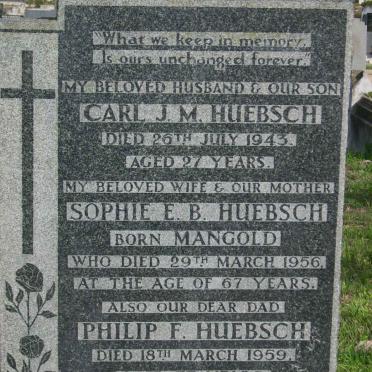 "What we keep in memory,
Is ours unchanged forever"
MY BELOVED HUSBAND & OUR SON
CARL J. M. HUEBSCH
DIED 26TH JULY 1943.
AGED 27 YEARS.
MY BELOVED WIFE & OUR MOTHER
SOPHIE E. B. HUEBSCH
BORN MANGOLD
WHO DIED 29TH MARCH 1956,
AT THE AGE OF 67 YEARS.
ALSO OUR DEAR DAD
PHILIP F. HUEBSCH
DIED 18TH MARCH 1959.